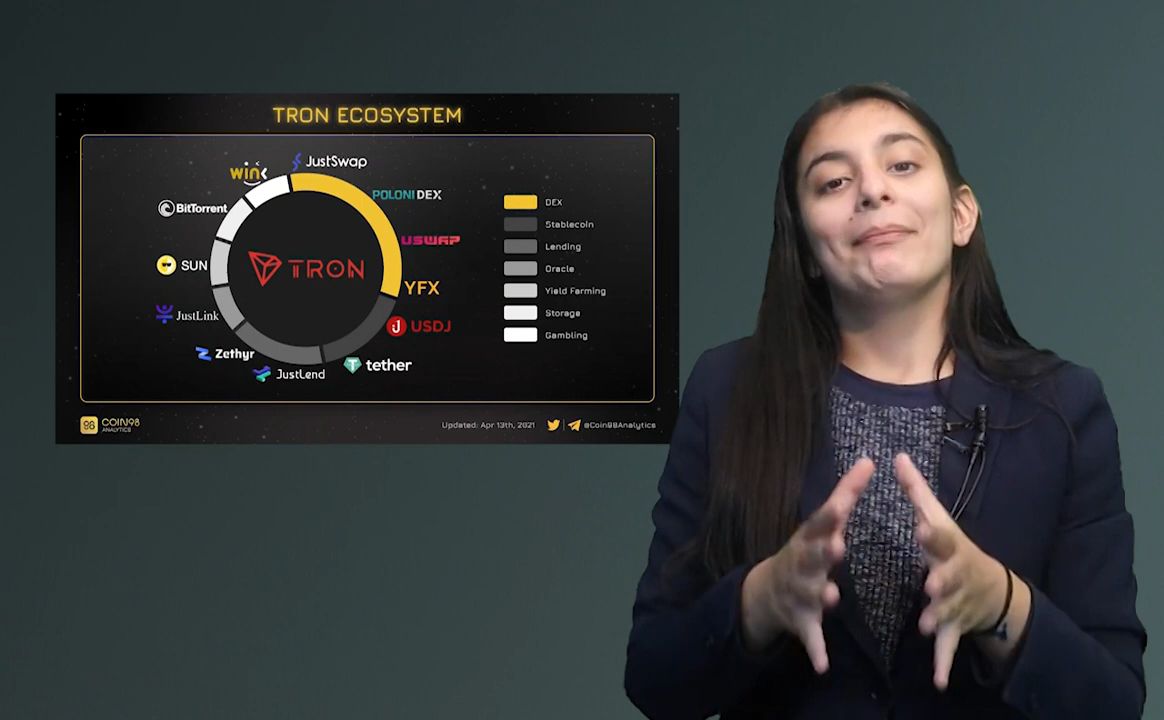 TRON ECOSYSTEM
WINk
JustSwap
BitTorrent
POLONI DEX
SUN
USWAP
TRON
YFX
JustLink
USDJ
Zethyr
JustLend
tether
DEX
Stablecoin
Lending
Oracle
Yield Farming
Storage
Gambling
COIN98
ANALYTICS
Updated: Apr 13th, 2021
@Coin98Analytics